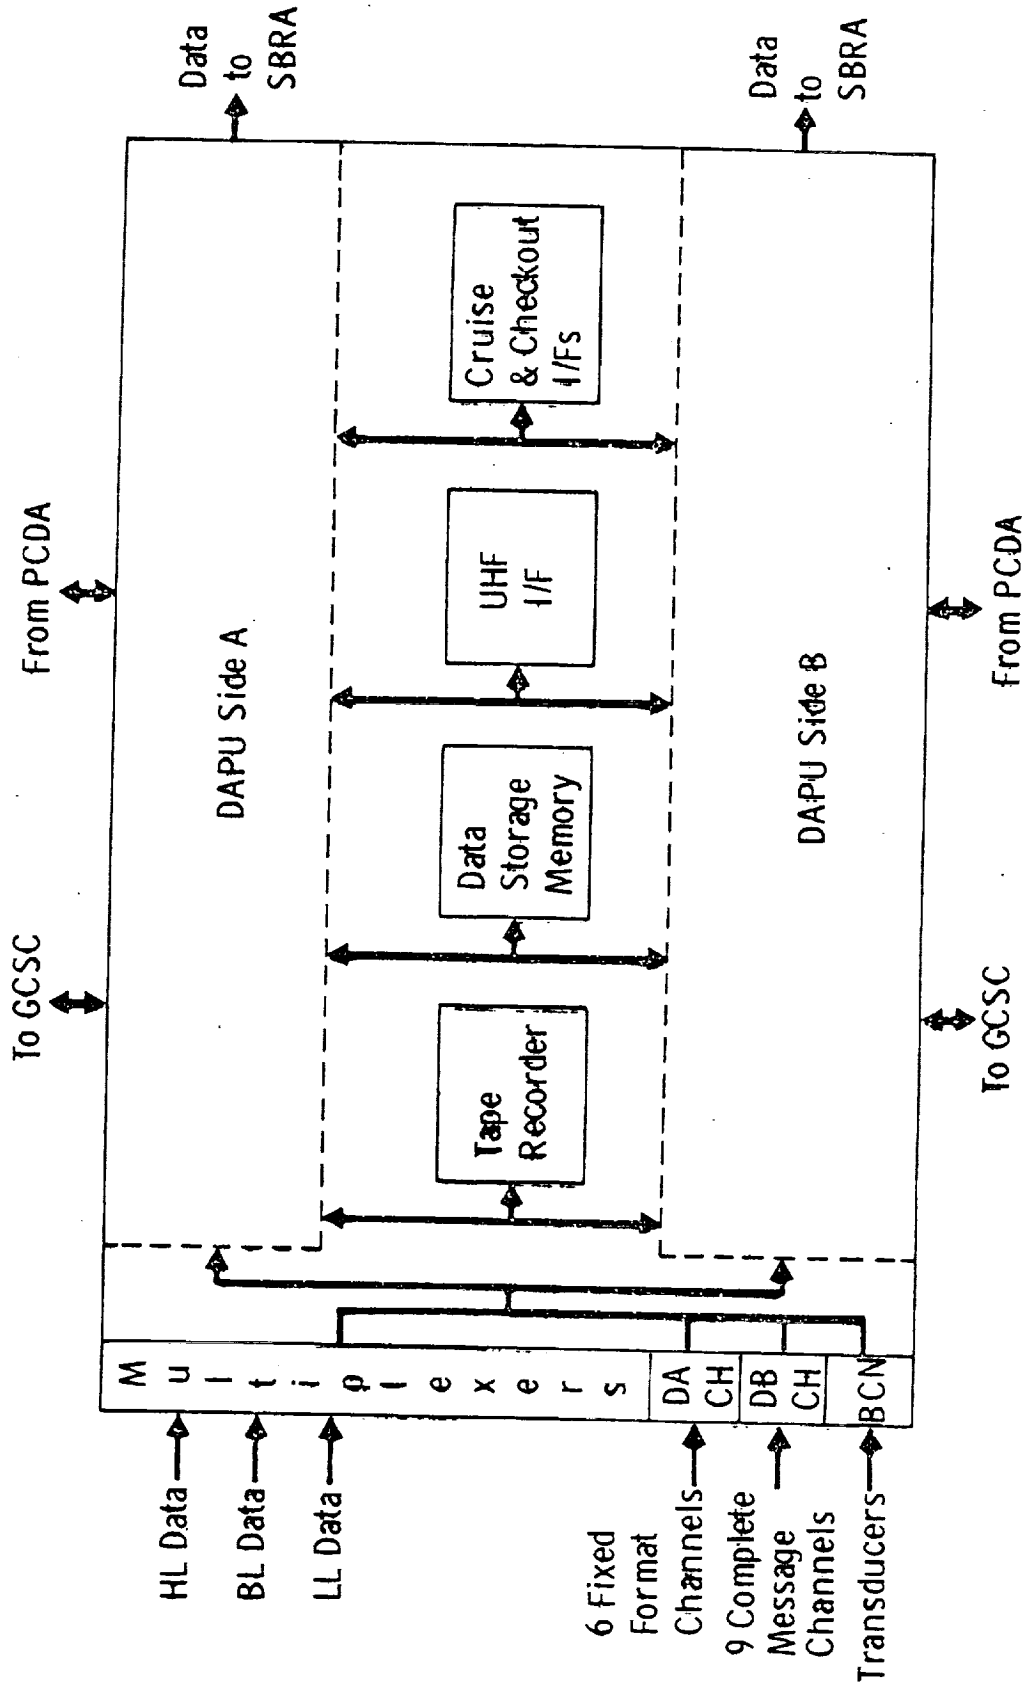 To GCSC
From PCDA
HL Data
BL Data
LL Data
6 Fixed
Format
Channels
9 Complete
Message
Channels
Transducers
Multiplexers
DA
CH
DB
CH
BCN
DAPU Side A
Tape
Recorder
Data
Storage
Memory
UHF
I/F
Cruise
& Checkout
I/Fs
DAPU Side B
Data
to
SBRA
Data
to
SBRA
To GCSC
From PCDA